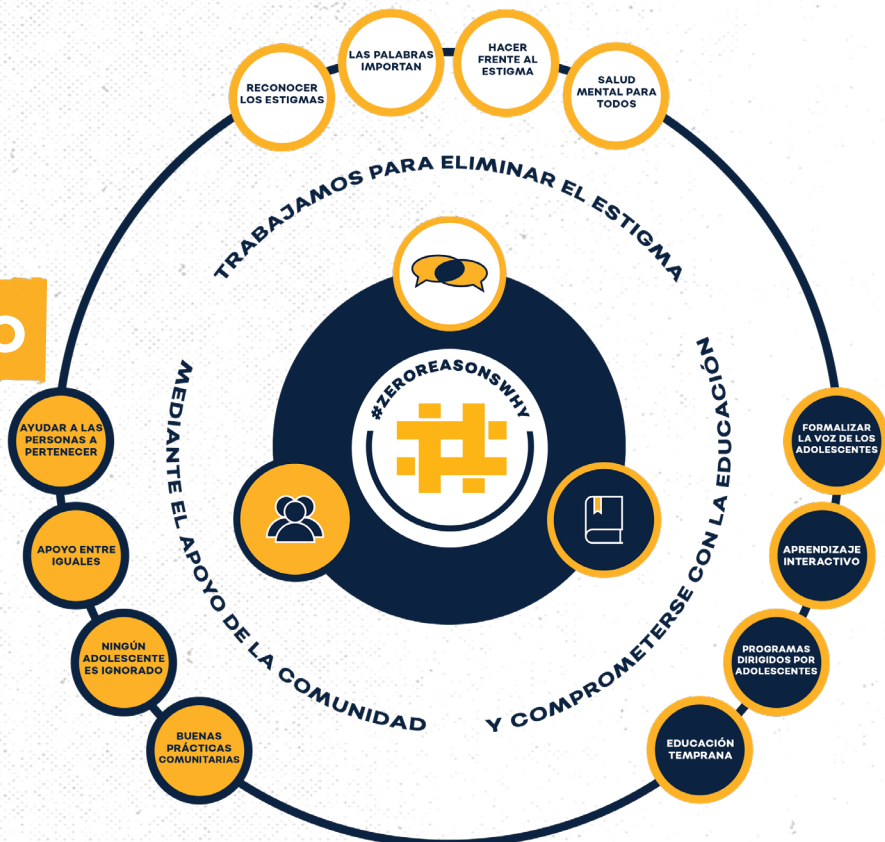 RECONOCER
LOS ESTIGMAS
LAS PALABRAS
IMPORTAN
HACER
FRENTE AL
ESTIGMA
SALUD
MENTAL PARA
TODOS
TRABAJAMOS PARA ELIMINAR EL ESTIGMA
#ZEROREASONSWHY
O
MEDIANTE EL APOYO DE LA COMUNIDAD
Y COMPROMETERSE CON LA EDUCACIÓN
AYUDAR A LAS
PERSONAS A
PERTENECER
APOYO ENTRE
IGUALES
NINGÚN
ADOLESCENTE
ES IGNORADO
BUENAS
PRÁCTICAS
COMUNITARIAS
FORMALIZAR
LA VOZ DE LOS
ADOLESCENTES
APRENDIZAJE
INTERACTIVO
PROGRAMAS
DIRIGIDOS POR
ADOLESCENTES
EDUCACIÓN
TEMPRANA